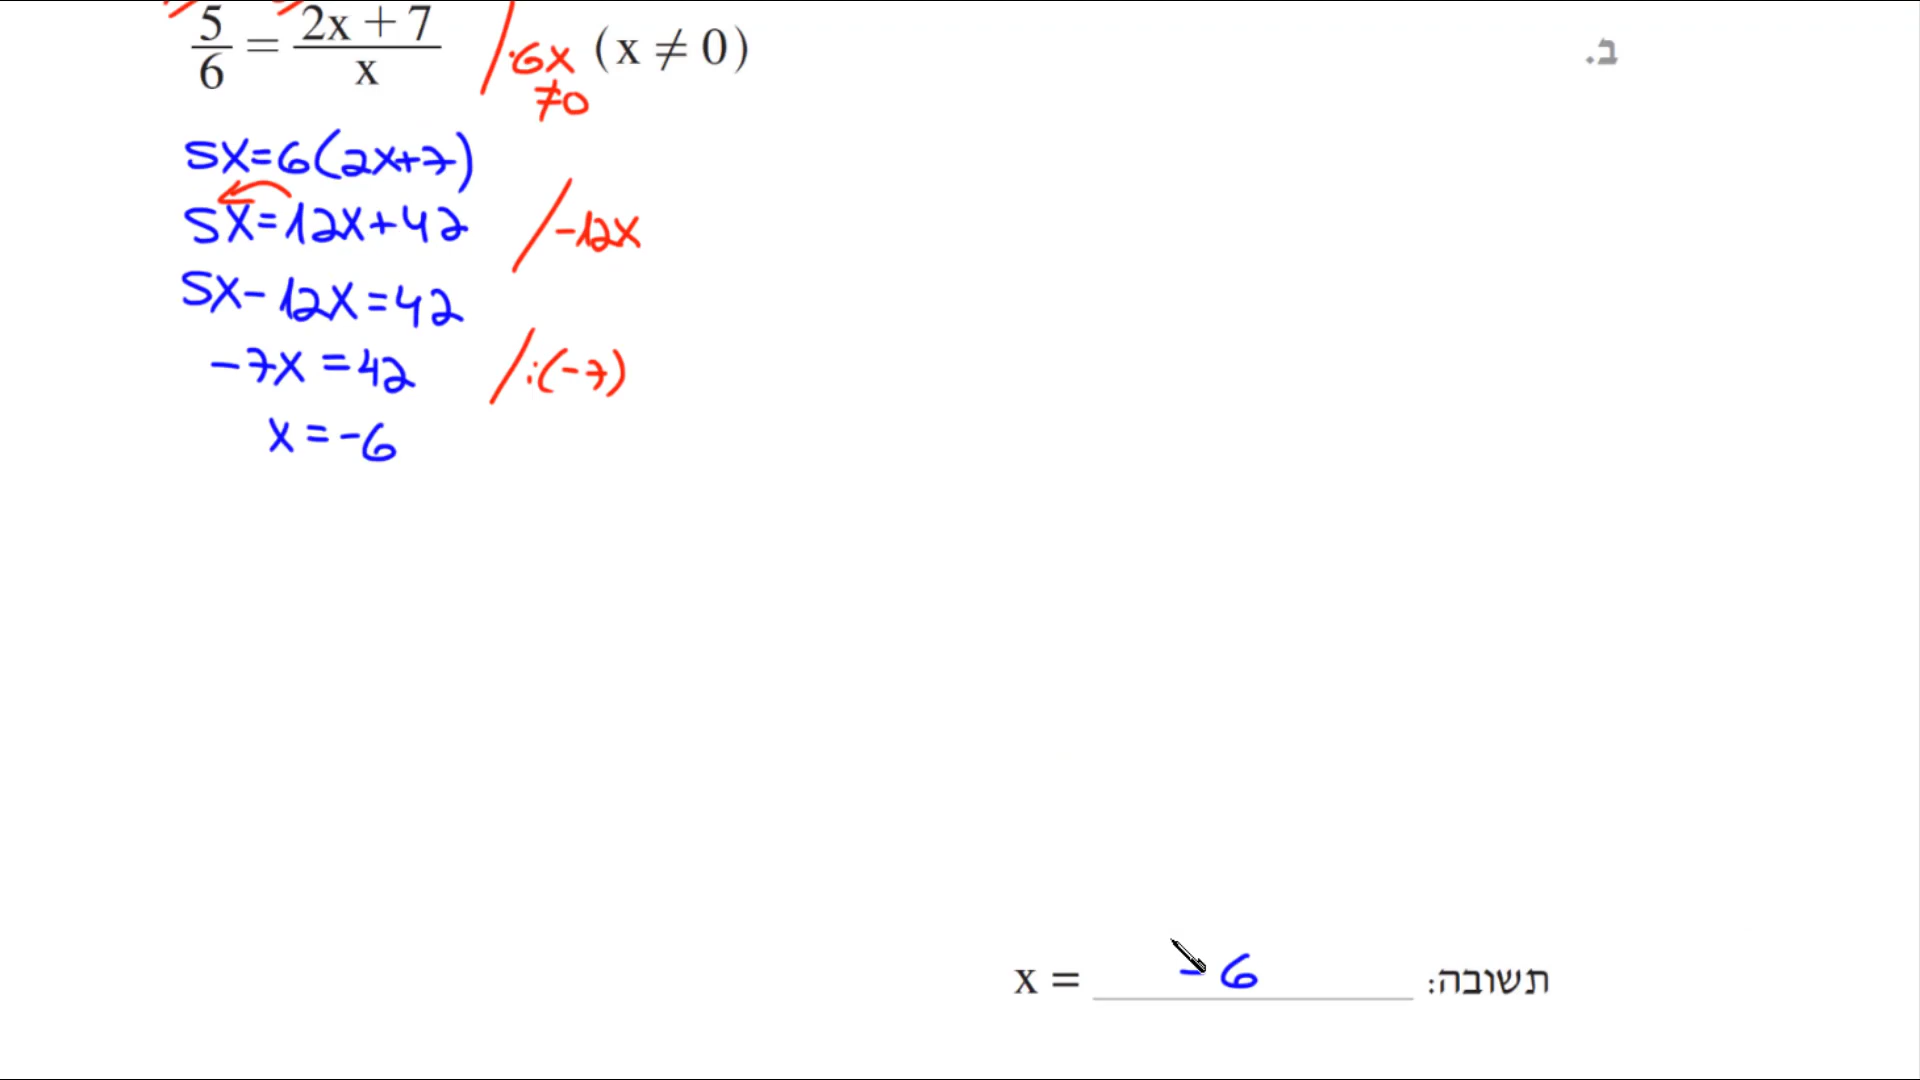 5/6 = (2x + 7)/x /·6x (x ≠ 0) ב.
≠0
5x=6(2x+7)
5x=12x+42 /-12x
5x-12x=42
-7x=42 /:(-7)
x=-6
תשובה: x = -6